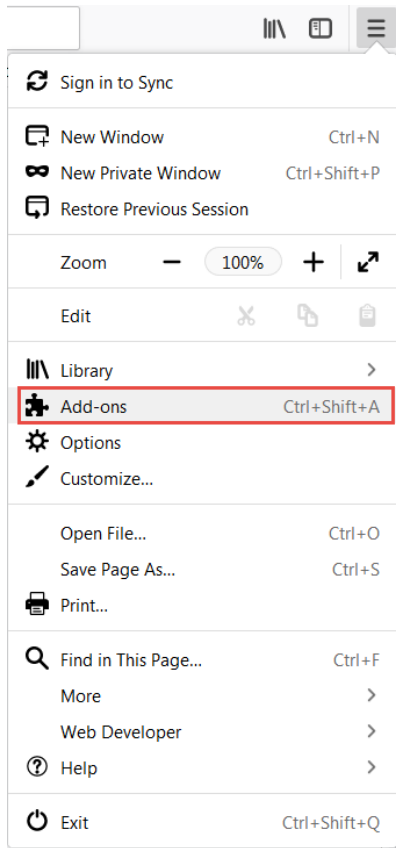 Sign in to Sync
New Window Ctrl+N
New Private Window Ctrl+Shift+P
Restore Previous Session
Zoom 100%
Edit
Library
Add-ons Ctrl+Shift+A
Options
Customize...
Open File... Ctrl+O
Save Page As... Ctrl+S
Print...
Find in This Page... Ctrl+F
More
Web Developer
Help
Exit Ctrl+Shift+Q